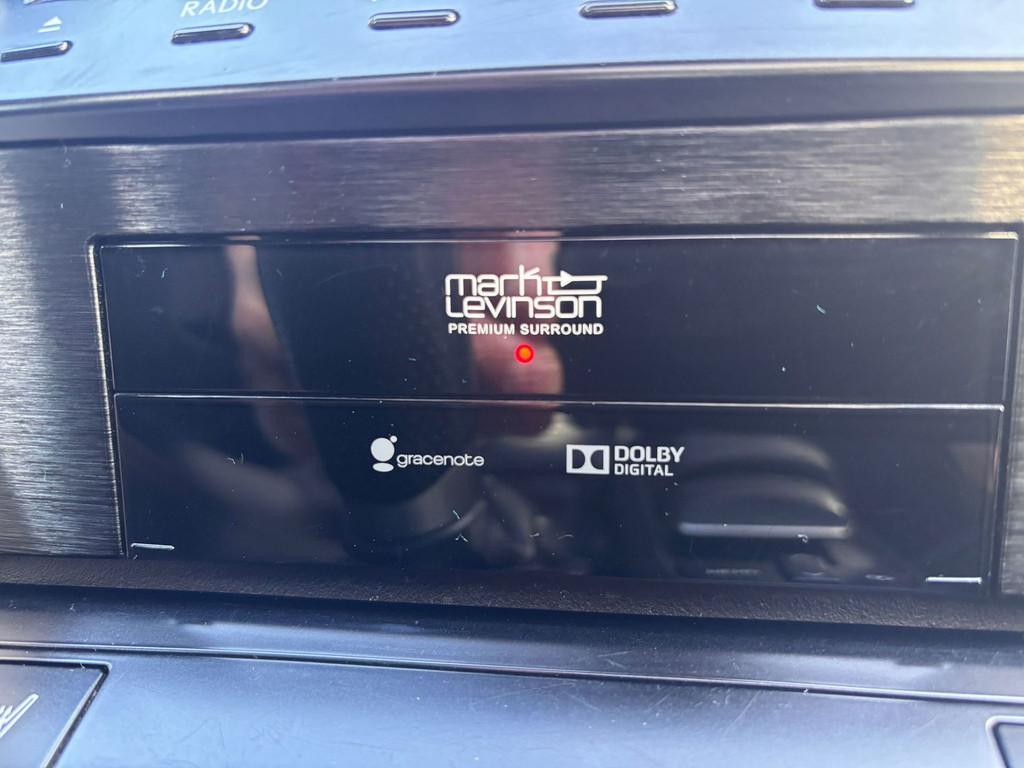 RADIO
mark
Levinson
PREMIUM SURROUND
gracenote
DOLBY
DIGITAL